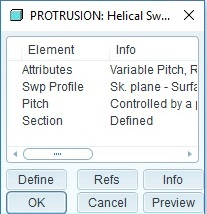 PROTRUSION: Helical Sw...
Element Info
Attributes Variable Pitch, R
Swp Profile Sk. plane - Surfa
Pitch Controlled by a p
Section Defined
Define Refs Info
OK Cancel Preview